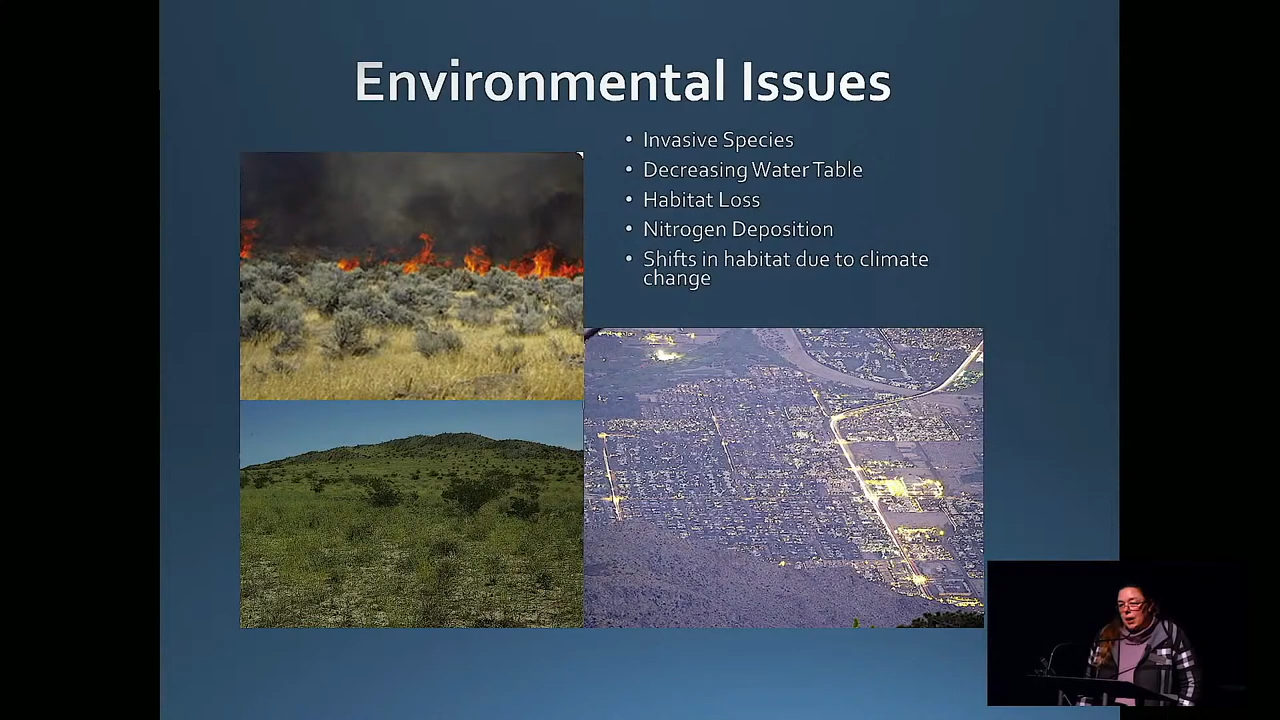 Environmental Issues
• Invasive Species
• Decreasing Water Table
• Habitat Loss
• Nitrogen Deposition
• Shifts in habitat due to climate
change